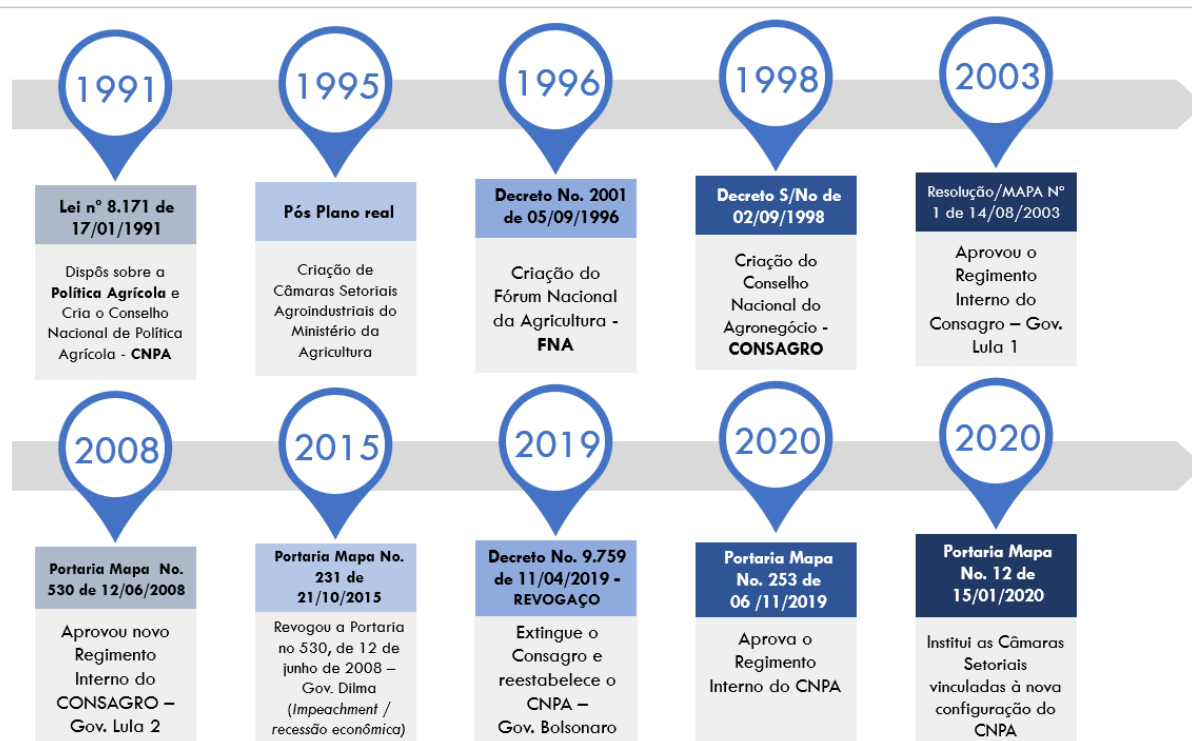 1991
Lei nº 8.171 de
17/01/1991
Dispôs sobre a
Política Agrícola e
Cria o Conselho
Nacional de Política
Agrícola - CNPA
1995
Pós Plano real
Criação de
Câmaras Setoriais
Agroindustriais do
Ministério da
Agricultura
1996
Decreto No. 2001
de 05/09/1996
Criação do
Fórum Nacional
da Agricultura -
FNA
1998
Decreto S/No de
02/09/1998
Criação do
Conselho
Nacional do
Agronegócio -
CONSAGRO
2003
Resolução/MAPA Nº
1 de 14/08/2003
Aprovou o
Regimento
Interno do
Consagro – Gov.
Lula 1
2008
Portaria Mapa No.
530 de 12/06/2008
Aprovou novo
Regimento
Interno do
CONSAGRO –
Gov. Lula 2
2015
Portaria Mapa No.
231 de
21/10/2015
Revogou a Portaria
no 530, de 12 de
junho de 2008 –
Gov. Dilma
(Impeachment /
recessão econômica)
2019
Decreto No. 9.759
de 11/04/2019 -
REVOGAÇO
Extingue o
Consagro e
reestabelece o
CNPA –
Gov. Bolsonaro
2020
Portaria Mapa
No. 253 de
06 /11/2019
Aprova o
Regimento
Interno do CNPA
2020
Portaria Mapa
No. 12 de
15/01/2020
Institui as Câmaras
Setoriais
vinculadas à nova
configuração do
CNPA